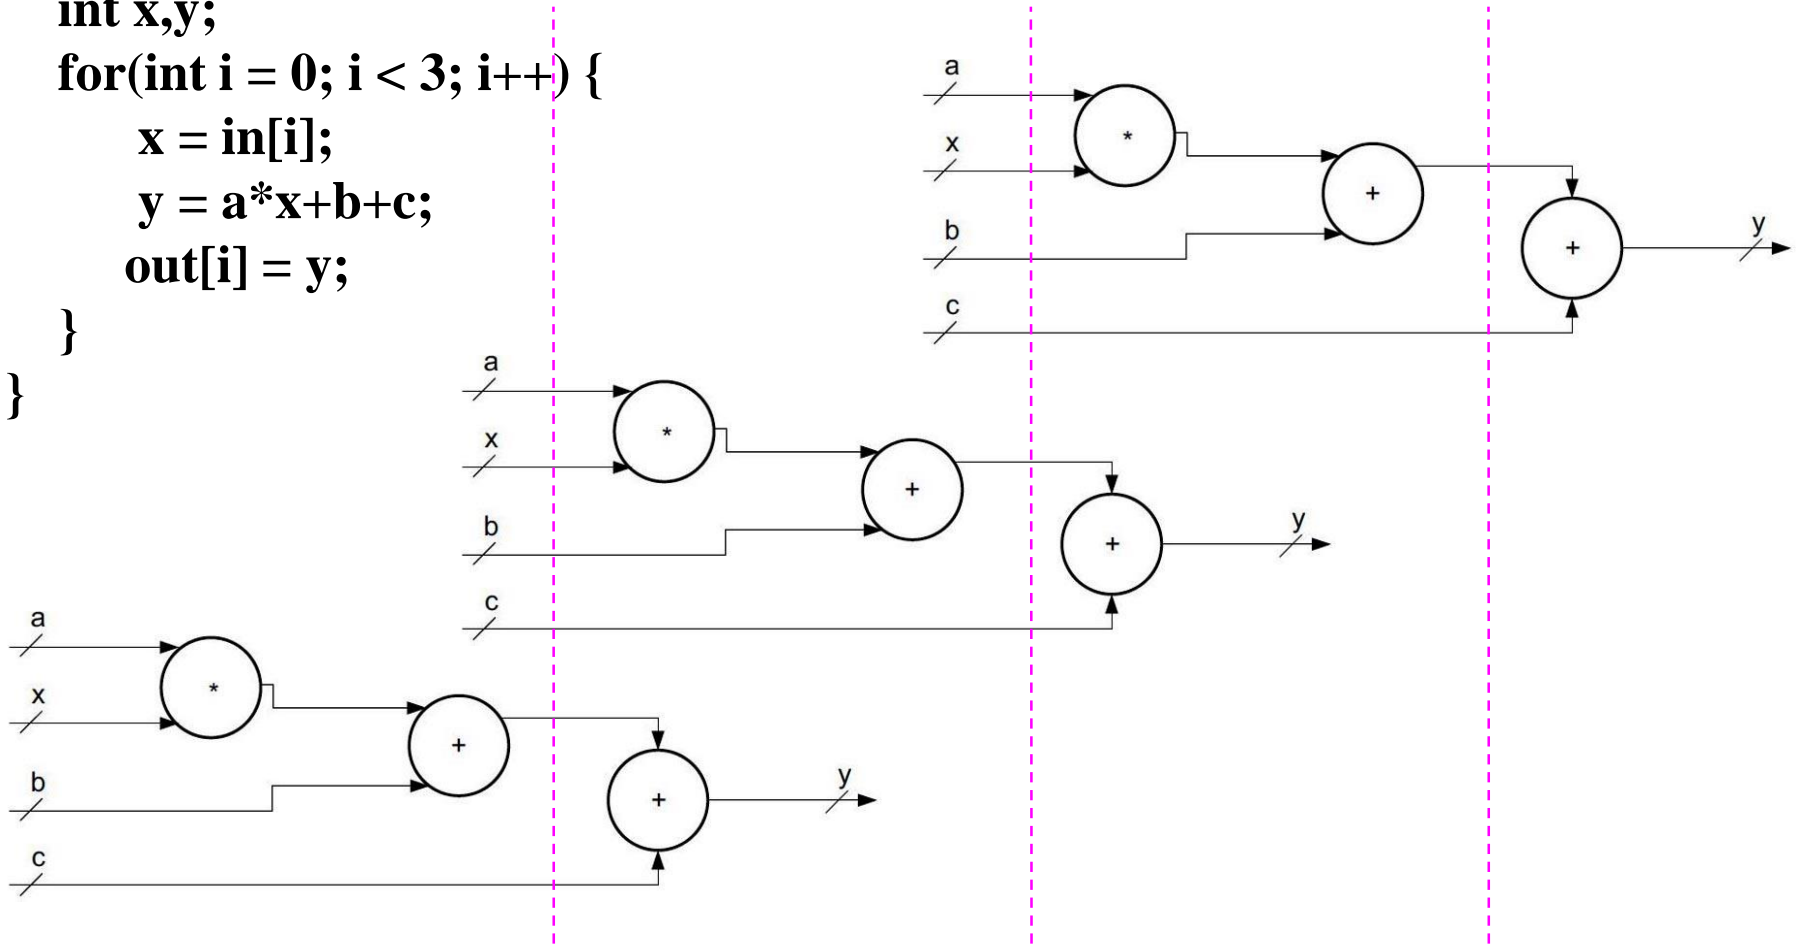 int x,y;
for(int i = 0; i < 3; i++) {
x = in[i];
y = a*x+b+c;
out[i] = y;
}
}
a
x
b
c
*
+
+
y
a
x
b
c
*
+
+
y
a
x
b
c
*
+
+
y